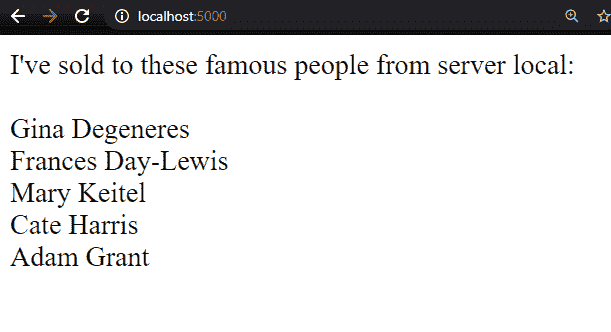 localhost:5000
I've sold to these famous people from server local:
Gina Degeneres
Frances Day-Lewis
Mary Keitel
Cate Harris
Adam Grant